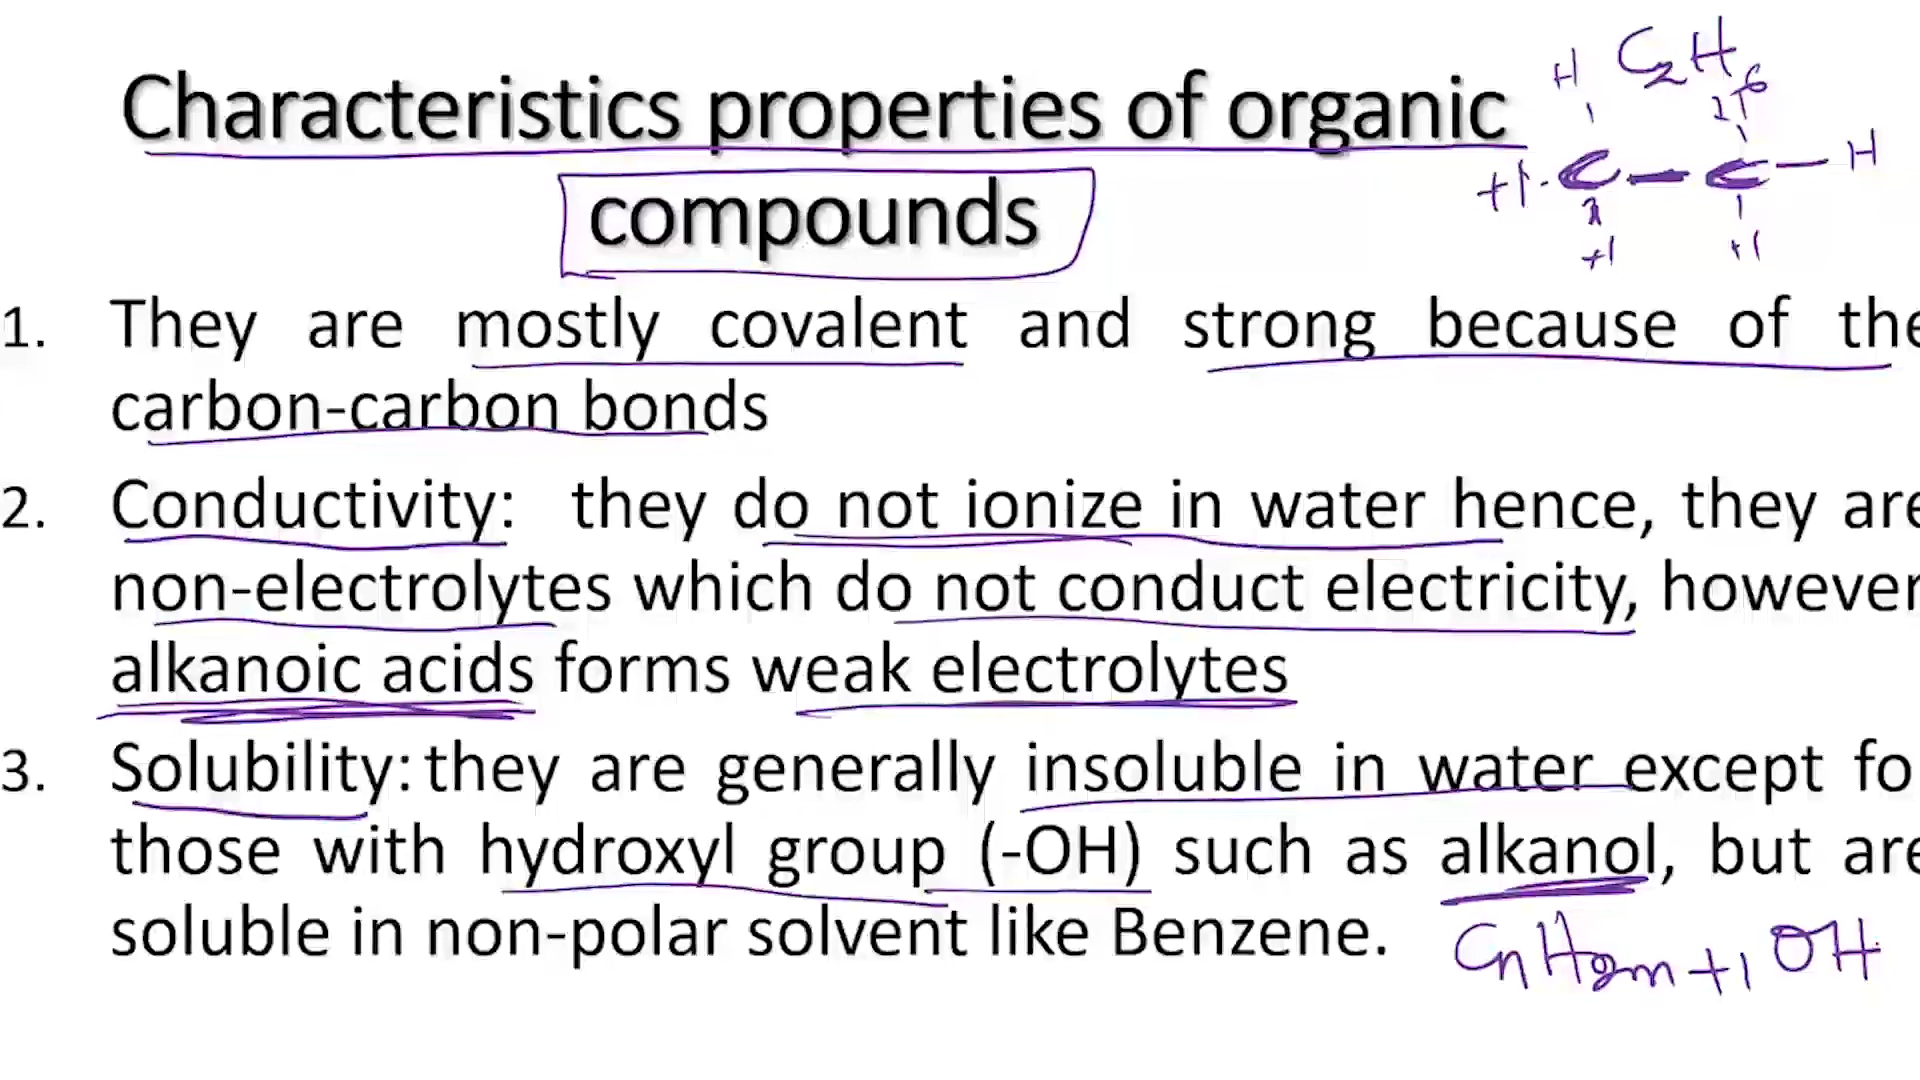 Characteristics properties of organic
compounds
C2H6
H
H
C - C - H
1. They are mostly covalent and strong because of the
carbon-carbon bonds
2. Conductivity: they do not ionize in water hence, they are
non-electrolytes which do not conduct electricity, however
alkanoic acids forms weak electrolytes
3. Solubility: they are generally insoluble in water except fo
those with hydroxyl group (-OH) such as alkanol, but are
soluble in non-polar solvent like Benzene.
CnH2n+1OH